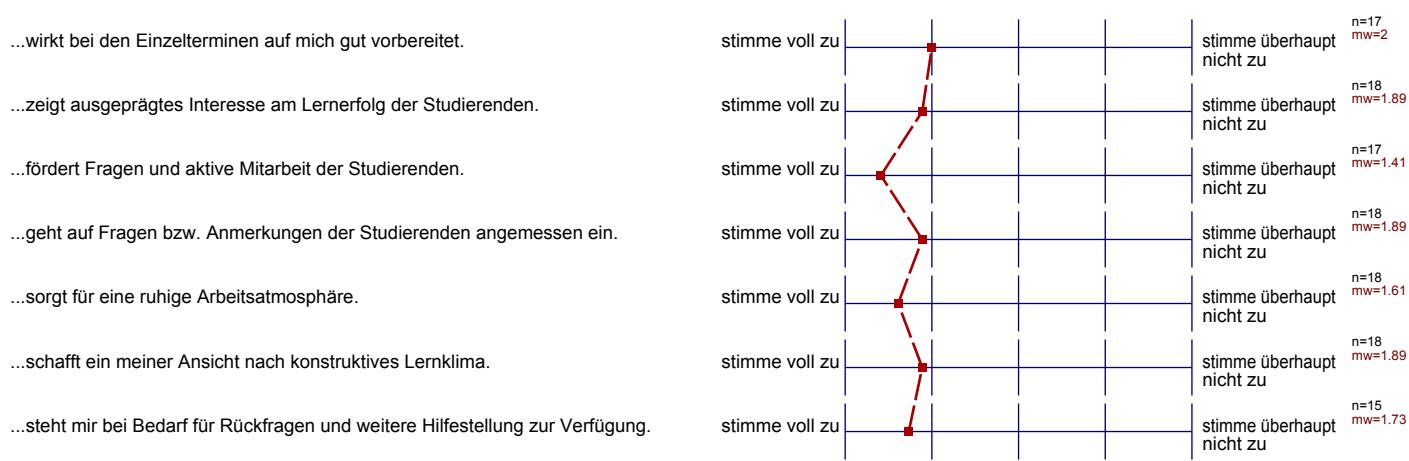 ...wirkt bei den Einzelterminen auf mich gut vorbereitet. stimme voll zu stimme überhaupt nicht zu n=17 mw=2
...zeigt ausgeprägtes Interesse am Lernerfolg der Studierenden. stimme voll zu stimme überhaupt nicht zu n=18 mw=1.89
...fördert Fragen und aktive Mitarbeit der Studierenden. stimme voll zu stimme überhaupt nicht zu n=17 mw=1.41
...geht auf Fragen bzw. Anmerkungen der Studierenden angemessen ein. stimme voll zu stimme überhaupt nicht zu n=18 mw=1.89
...sorgt für eine ruhige Arbeitsatmosphäre. stimme voll zu stimme überhaupt nicht zu n=18 mw=1.61
...schafft ein meiner Ansicht nach konstruktives Lernklima. stimme voll zu stimme überhaupt nicht zu n=18 mw=1.89
...steht mir bei Bedarf für Rückfragen und weitere Hilfestellung zur Verfügung. stimme voll zu stimme überhaupt nicht zu n=15 mw=1.73